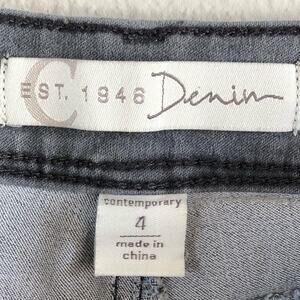 C
EST. 1946 Denim
contemporary
4
made in
china